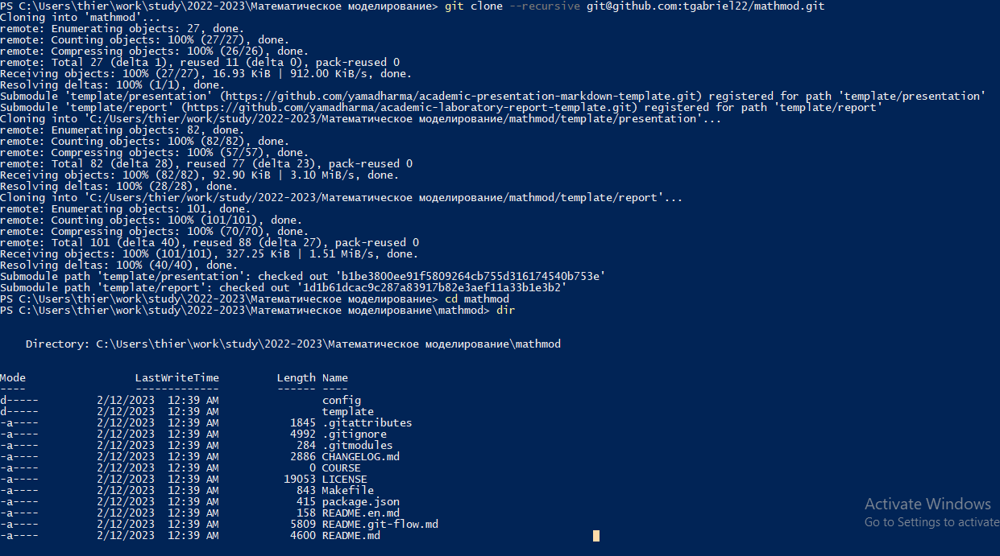 PS C:\Users\thier\work\study\2022-2023\Математическое моделирование> git clone --recursive git@github.com:tgabriel22/mathmod.git
Cloning into 'mathmod'...
remote: Enumerating objects: 27, done.
remote: Counting objects: 100% (27/27), done.
remote: Compressing objects: 100% (26/26), done.
remote: Total 27 (delta 1), reused 11 (delta 0), pack-reused 0
Receiving objects: 100% (27/27), 16.93 KiB | 912.00 KiB/s, done.
Resolving deltas: 100% (1/1), done.
Submodule 'template/presentation' (https://github.com/yamadharma/academic-presentation-markdown-template.git) registered for path 'template/presentation'
Submodule 'template/report' (https://github.com/yamadharma/academic-laboratory-report-template.git) registered for path 'template/report'
Cloning into 'C:/Users/thier/work/study/2022-2023/Математическое моделирование/mathmod/template/presentation'...
remote: Enumerating objects: 82, done.
remote: Counting objects: 100% (82/82), done.
remote: Compressing objects: 100% (57/57), done.
remote: Total 82 (delta 28), reused 77 (delta 23), pack-reused 0
Receiving objects: 100% (82/82), 92.90 KiB | 3.10 MiB/s, done.
Resolving deltas: 100% (28/28), done.
Cloning into 'C:/Users/thier/work/study/2022-2023/Математическое моделирование/mathmod/template/report'...
remote: Enumerating objects: 101, done.
remote: Counting objects: 100% (101/101), done.
remote: Compressing objects: 100% (70/70), done.
remote: Total 101 (delta 40), reused 88 (delta 27), pack-reused 0
Receiving objects: 100% (101/101), 327.25 KiB | 1.51 MiB/s, done.
Resolving deltas: 100% (40/40), done.
Submodule path 'template/presentation': checked out 'b1be3800ee91f5809264cb755d316174540b753e'
Submodule path 'template/report': checked out '1d1b61dcac9c287a83917b82e3aef11a33b1e3b2'
PS C:\Users\thier\work\study\2022-2023\Математическое моделирование> cd mathmod
PS C:\Users\thier\work\study\2022-2023\Математическое моделирование\mathmod> dir
Directory: C:\Users\thier\work\study\2022-2023\Математическое моделирование\mathmod
Mode LastWriteTime Length Name
---- ------------- ------ ----
d----- 2/12/2023 12:39 AM config
d----- 2/12/2023 12:39 AM template
-a---- 2/12/2023 12:39 AM 1845 .gitattributes
-a---- 2/12/2023 12:39 AM 4992 .gitignore
-a---- 2/12/2023 12:39 AM 284 .gitmodules
-a---- 2/12/2023 12:39 AM 2886 CHANGELOG.md
-a---- 2/12/2023 12:39 AM 0 COURSE
-a---- 2/12/2023 12:39 AM 19053 LICENSE
-a---- 2/12/2023 12:39 AM 843 Makefile
-a---- 2/12/2023 12:39 AM 415 package.json
-a---- 2/12/2023 12:39 AM 158 README.en.md
-a---- 2/12/2023 12:39 AM 5809 README.git-flow.md
-a---- 2/12/2023 12:39 AM 4600 README.md
Activate Windows
Go to Settings to activate